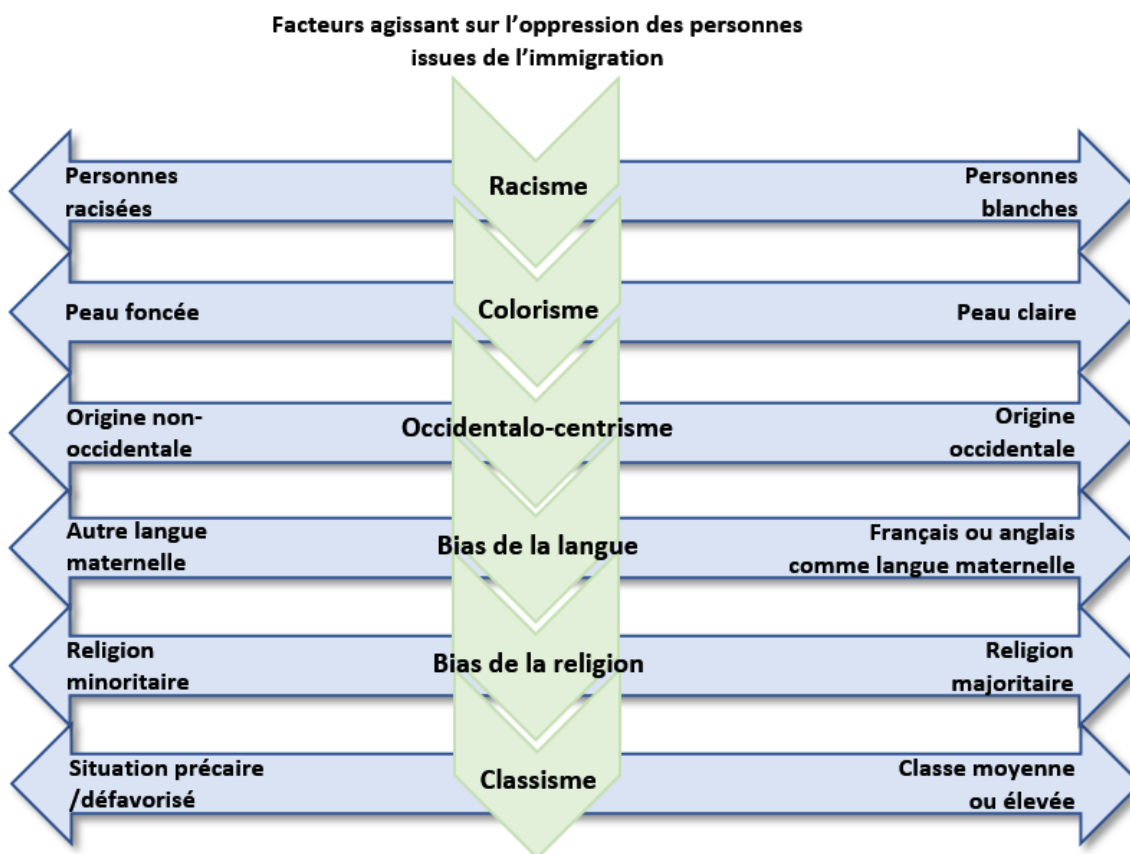 Facteurs agissant sur l'oppression des personnes
issues de l'immigration
Personnes
racisées
Racisme
Personnes
blanches
Peau foncée
Colorisme
Peau claire
Origine non-
occidentale
Occidentalo-centrisme
Origine
occidentale
Autre langue
maternelle
Bias de la langue
Français ou anglais
comme langue maternelle
Religion
minoritaire
Bias de la religion
Religion
majoritaire
Situation précaire
/défavorisé
Classisme
Classe moyenne
ou élevée